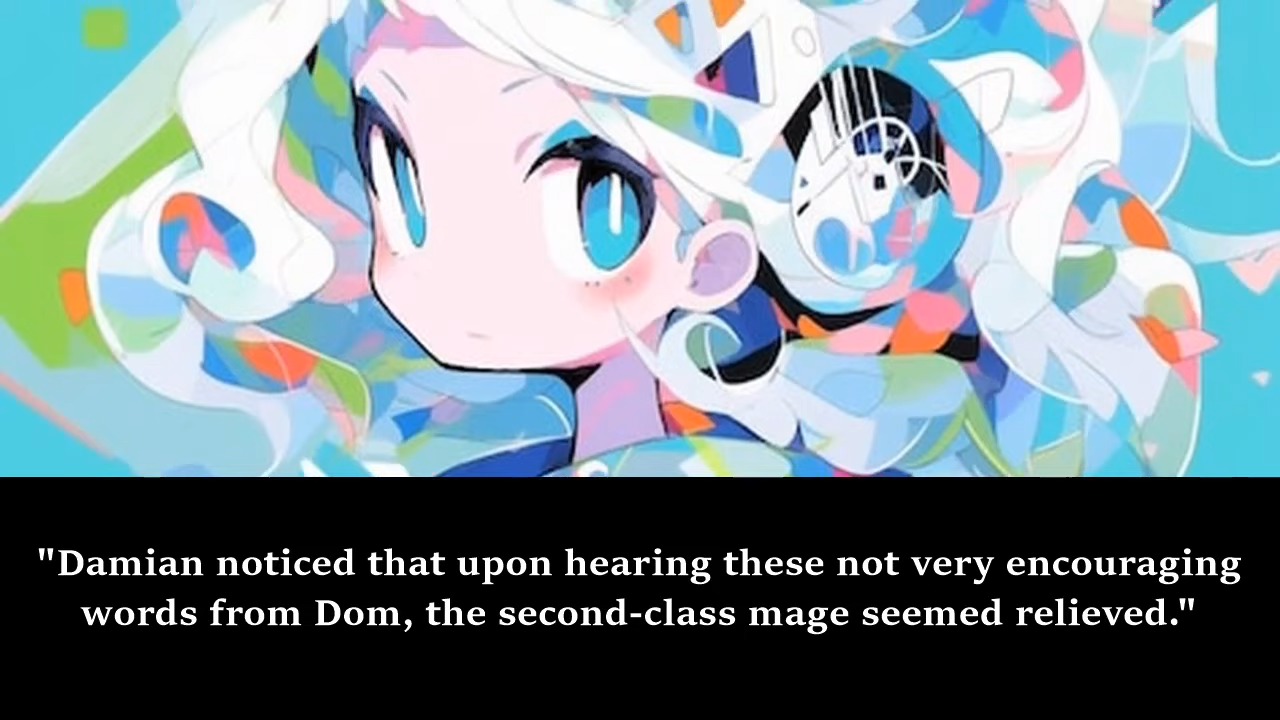 "Damian noticed that upon hearing these not very encouraging
words from Dom, the second-class mage seemed relieved."